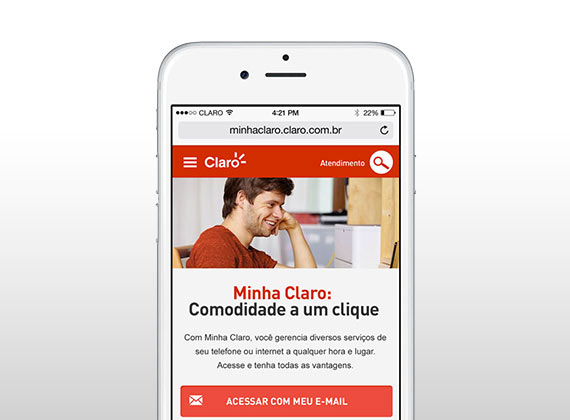 CLARO 4:21 PM 22%
minhaclaro.claro.com.br
Claro Atendimento
Minha Claro:
Comodidade a um clique
Com Minha Claro, você gerencia diversos serviços de
seu telefone ou internet a qualquer hora e lugar.
Acesse e tenha todas as vantagens.
ACESSAR COM MEU E-MAIL